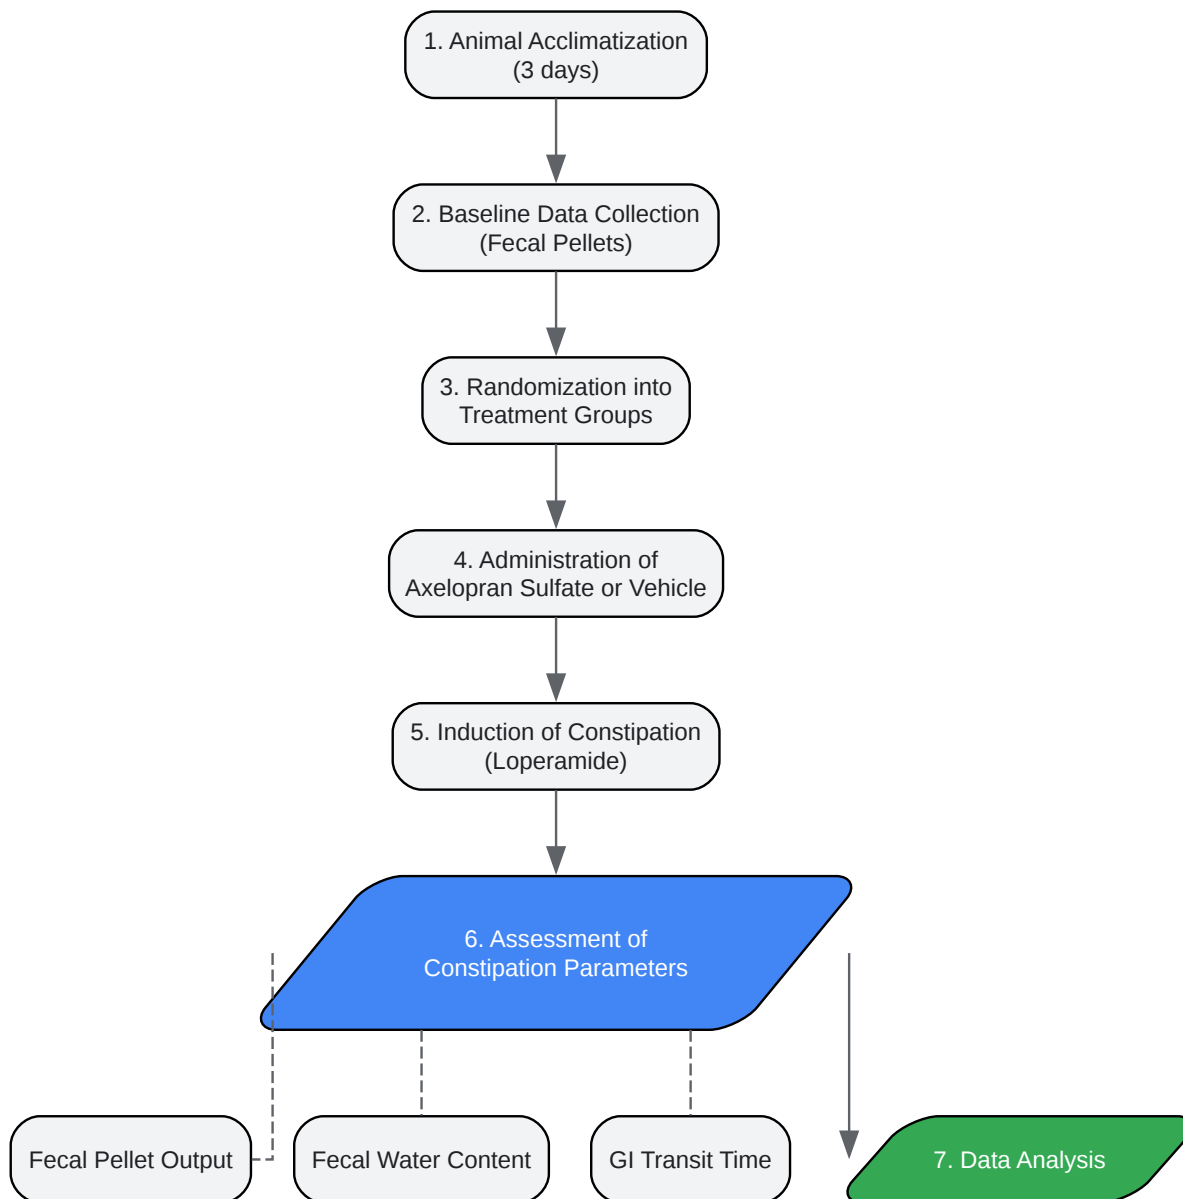 1. Animal Acclimatization
(3 days)
2. Baseline Data Collection
(Fecal Pellets)
3. Randomization into
Treatment Groups
4. Administration of
Axelopran Sulfate or Vehicle
5. Induction of Constipation
(Loperamide)
6. Assessment of
Constipation Parameters
Fecal Pellet Output
Fecal Water Content
GI Transit Time
7. Data Analysis